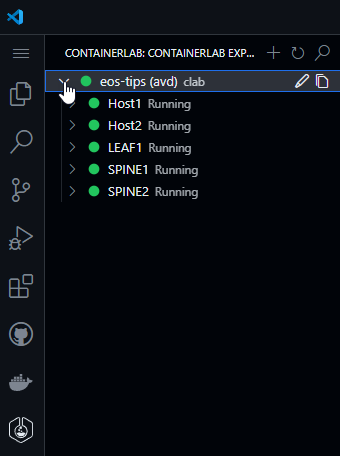 CONTAINERLAB: CONTAINERLAB EXP...
eos-tips (avd) clab
Host1 Running
Host2 Running
LEAF1 Running
SPINE1 Running
SPINE2 Running